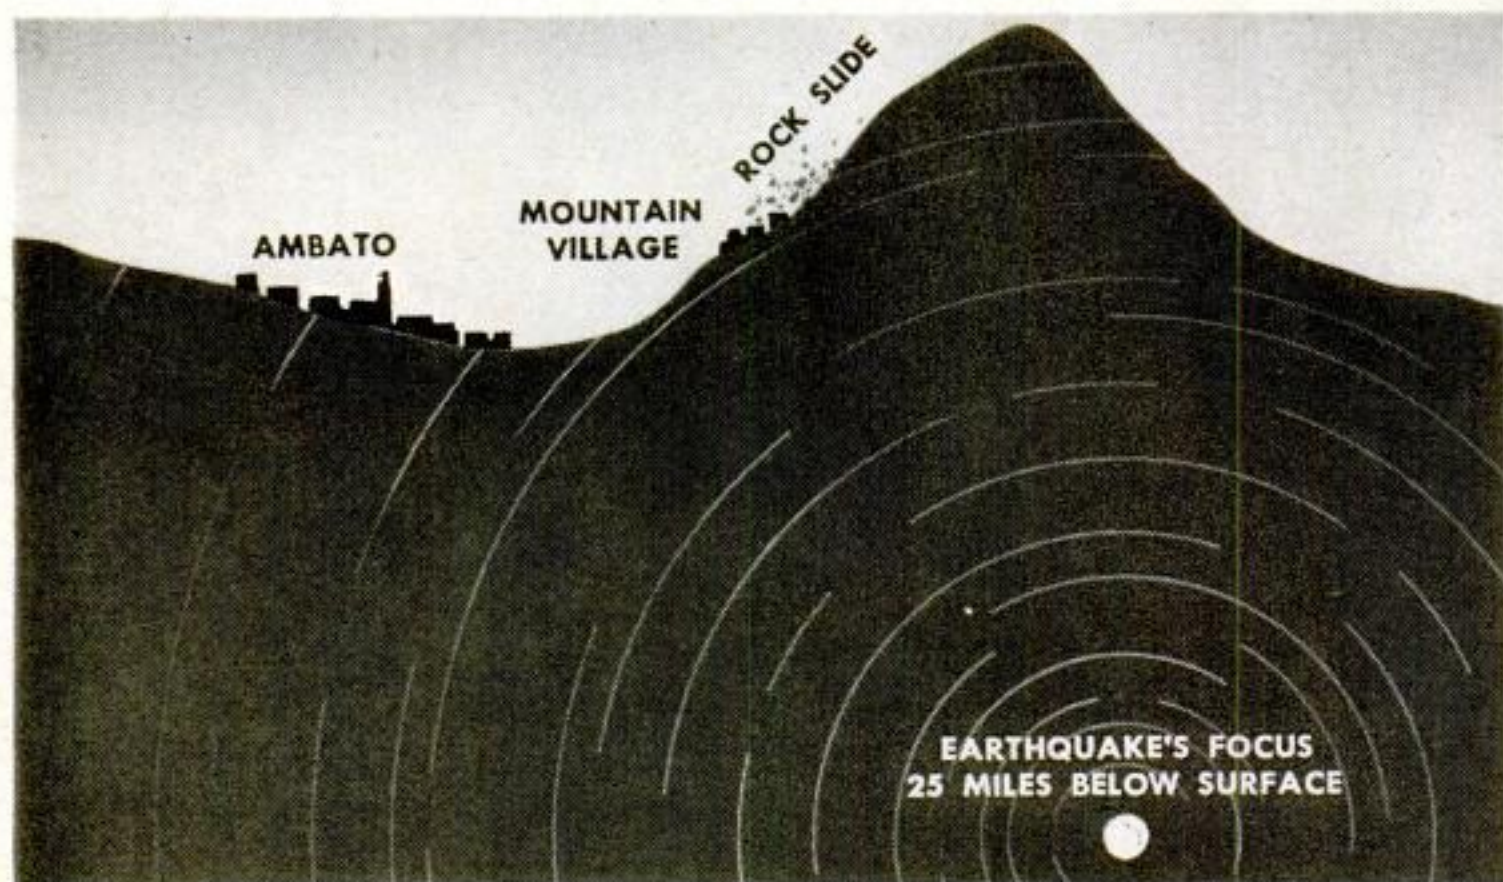 ROCK SLIDE
MOUNTAIN
VILLAGE
AMBATO
EARTHQUAKE'S FOCUS
25 MILES BELOW SURFACE